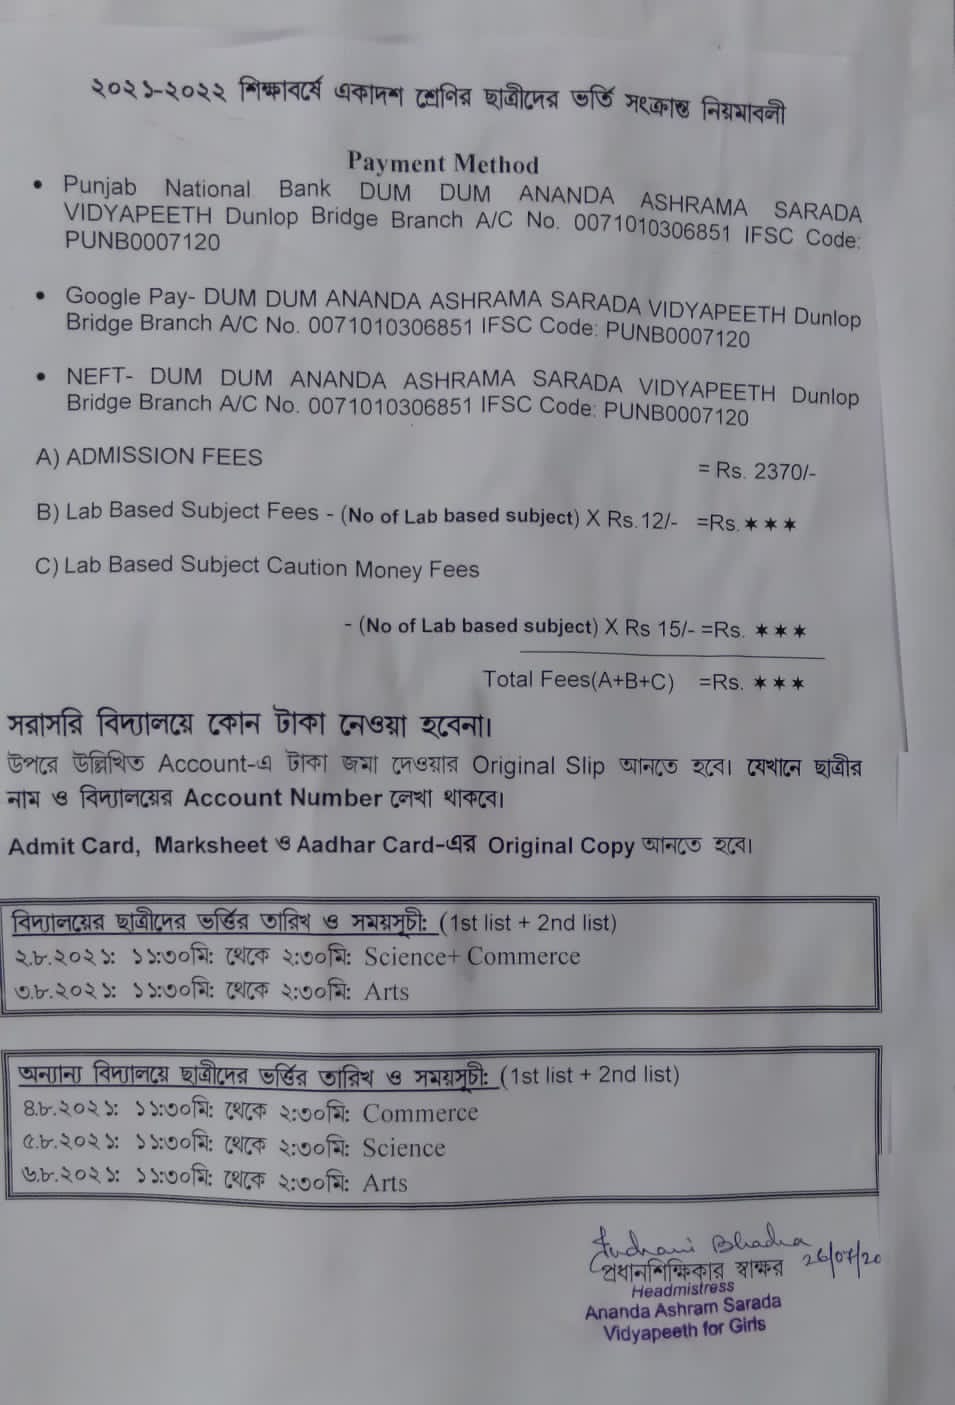 ২০২১-২০২২ শিক্ষাবর্ষে একাদশ শ্রেণির ছাত্রীদের ভর্তি সংক্রান্ত নিয়মাবলী
Payment Method
• Punjab National Bank DUM DUM ANANDA ASHRAMA SARADA
VIDYAPEETH Dunlop Bridge Branch A/C No. 0071010306851 IFSC Code:
PUNB0007120
• Google Pay- DUM DUM ANANDA ASHRAMA SARADA VIDYAPEETH Dunlop
Bridge Branch A/C No. 0071010306851 IFSC Code: PUNB0007120
• NEFT- DUM DUM ANANDA ASHRAMA SARADA VIDYAPEETH Dunlop
Bridge Branch A/C No. 0071010306851 IFSC Code: PUNB0007120
A) ADMISSION FEES = Rs. 2370/-
B) Lab Based Subject Fees - (No of Lab based subject) X Rs.12/- =Rs. ✶ ✶ ✶
C) Lab Based Subject Caution Money Fees
- (No of Lab based subject) X Rs 15/- =Rs. ✶ ✶ ✶
Total Fees(A+B+C) =Rs. ✶ ✶ ✶
সরাসরি বিদ্যালয়ে কোন টাকা নেওয়া হবেনা।
উপরে উল্লিখিত Account-এ টাকা জমা দেওয়ার Original Slip আনতে হবে। যেখানে ছাত্রীর
নাম ও বিদ্যালয়ের Account Number লেখা থাকবে।
Admit Card, Marksheet ও Aadhar Card-এর Original Copy আনতে হবে।
বিদ্যালয়ের ছাত্রীদের ভর্ত্তির তারিখ ও সময়সূচী: (1st list + 2nd list)
২.৮.২০২১: ১১:৩০মি: থেকে ২:৩০মি: Science+ Commerce
৩.৮.২০২১: ১১:৩০মি: থেকে ২:৩০মি: Arts
অন্যান্য বিদ্যালয়ে ছাত্রীদের ভর্ত্তির তারিখ ও সময়সূচী: (1st list + 2nd list)
৪.৮.২০২১: ১১:৩০মি: থেকে ২:৩০মি: Commerce
৫.৮.২০২১: ১১:৩০মি: থেকে ২:৩০মি: Science
৬.৮.২০২১: ১১:৩০মি: থেকে ২:৩০মি: Arts
Indrani Bhadra
প্রধানশিক্ষিকার স্বাক্ষর 26/07/20
Headmistress
Ananda Ashram Sarada
Vidyapeeth for Girls